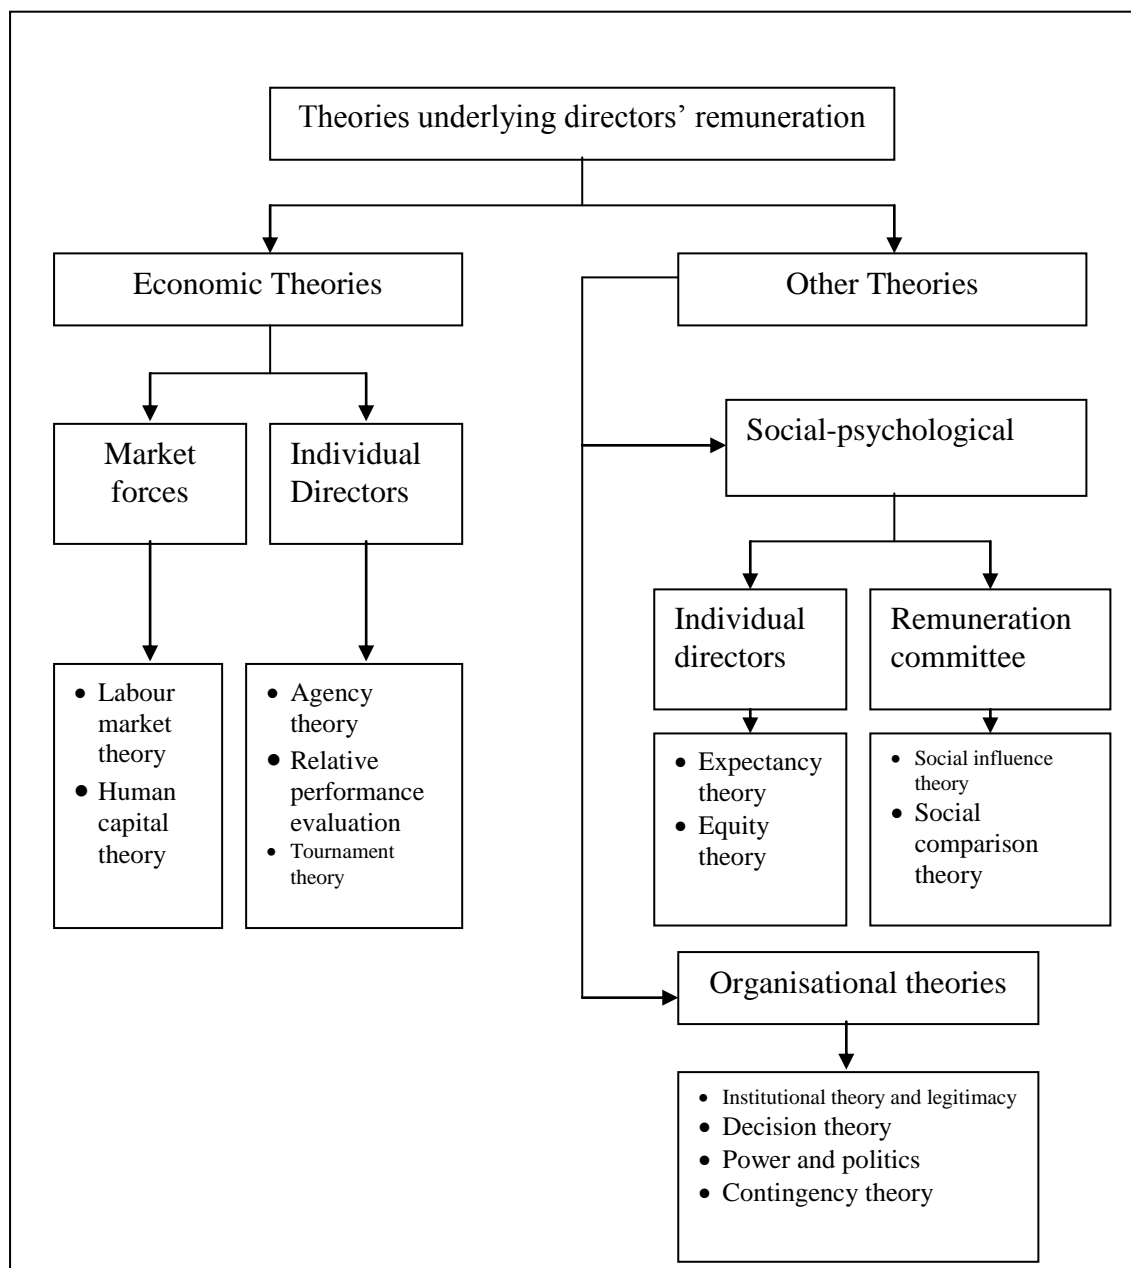 Theories underlying directors’ remuneration
Economic Theories
Other Theories
Market
forces
Individual
Directors
Social-psychological
Individual
directors
Remuneration
committee
• Labour
market
theory
• Human
capital
theory
• Agency
theory
• Relative
performance
evaluation
• Tournament
theory
• Expectancy
theory
• Equity
theory
• Social influence
theory
• Social
comparison
theory
Organisational theories
• Institutional theory and legitimacy
• Decision theory
• Power and politics
• Contingency theory